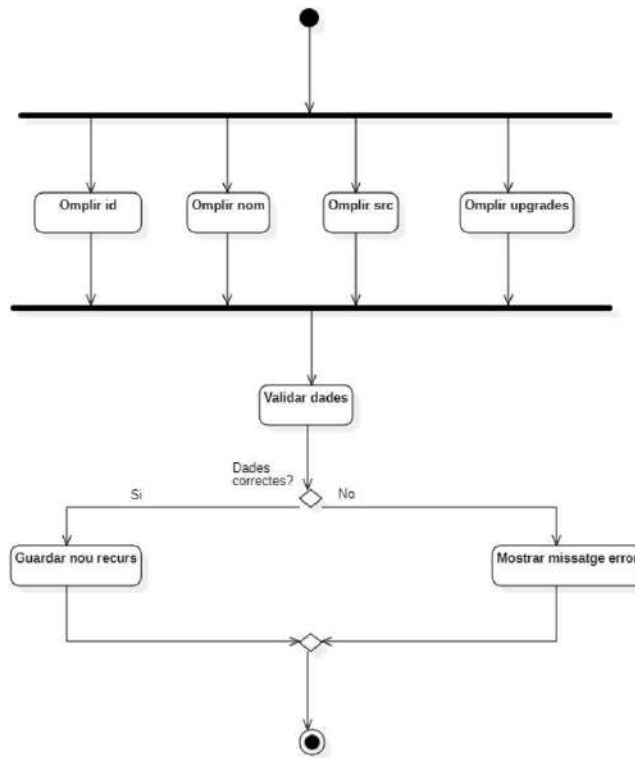 Omplir id
Omplir nom
Omplir src
Omplir upgrades
Validar dades
Dades
correctes?
Si
No
Guardar nou recurs
Mostrar missatge error